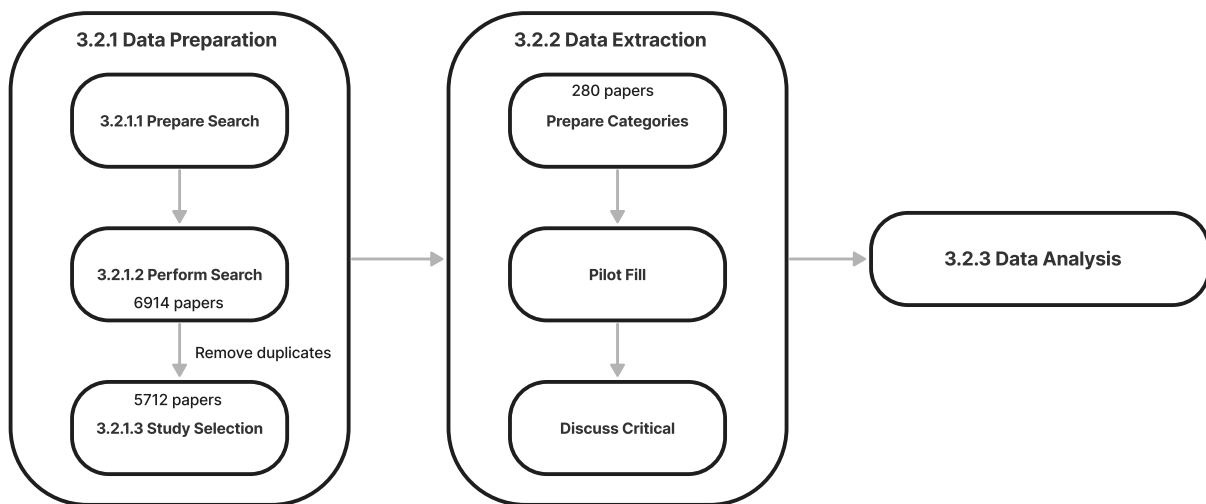 3.2.1 Data Preparation
3.2.1.1 Prepare Search
3.2.1.2 Perform Search
6914 papers
Remove duplicates
5712 papers
3.2.1.3 Study Selection
3.2.2 Data Extraction
280 papers
Prepare Categories
Pilot Fill
Discuss Critical
3.2.3 Data Analysis